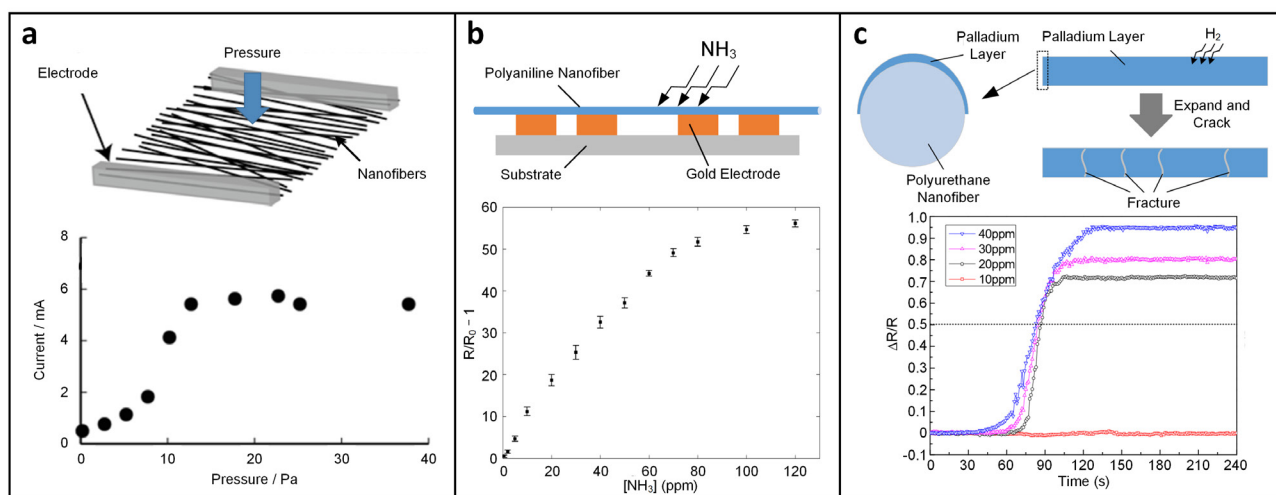 a
Pressure
Electrode
Nanofibers
8
6
4
2
0
Current / mA
0 10 20 30 40
Pressure / Pa
b
NH₃
Polyaniline Nanofiber
Substrate
Gold Electrode
60
50
40
30
20
10
0
R/R₀ − 1
0 20 40 60 80 100 120
[NH₃] (ppm)
c
Palladium
Layer
Palladium Layer
H₂
Expand and
Crack
Polyurethane
Nanofiber
Fracture
1.0
0.9
0.8
0.7
0.6
0.5
0.4
0.3
0.2
0.1
0
-0.1
ΔR/R
40ppm
30ppm
20ppm
10ppm
0 30 60 90 120 150 180 210 240
Time (s)